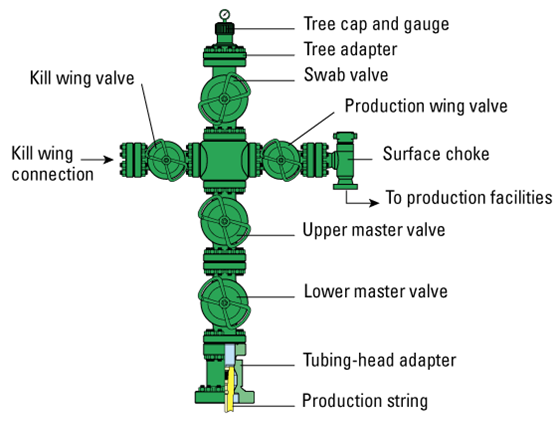 Tree cap and gauge
Tree adapter
Swab valve
Kill wing valve
Production wing valve
Kill wing
connection
Surface choke
To production facilities
Upper master valve
Lower master valve
Tubing-head adapter
Production string